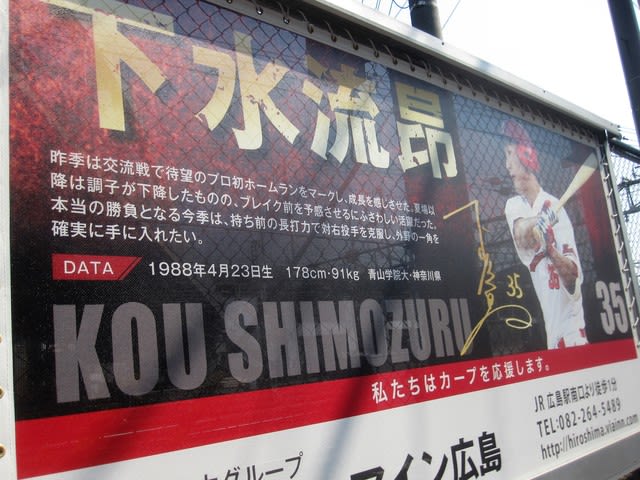 下水流昂
昨季は交流戦で待望のプロ初ホームランをマークし、成長を感じさせた。夏場以
降は調子が下降したものの、ブレイク前を予感させるにふさわしい活躍だった。
本当の勝負となる今季は、持ち前の長打力で対右投手を克服し、外野の一角を
確実に手に入れたい。
DATA 1988年4月23日生 178cm・91kg 青山学院大・神奈川県
35
35
35
KOU SHIMOZURU
私たちはカープを応援します。
JR広島駅南口より徒歩1分
TEL:082-264-5489
http://hiroshima.viainn.com
グループ
アイン広島